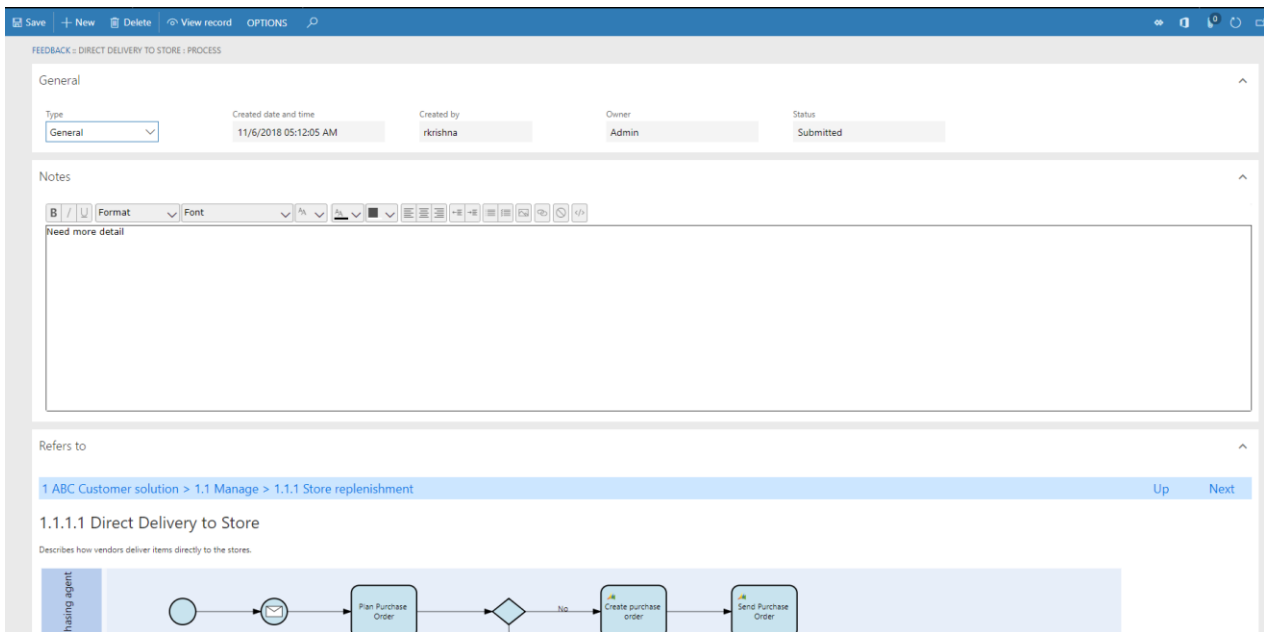 Save New Delete View record OPTIONS 0
FEEDBACK :: DIRECT DELIVERY TO STORE : PROCESS
General
Type Created date and time Created by Owner Status
General 11/6/2018 05:12:05 AM rkrishna Admin Submitted
Notes
B I U Format Font
Need more detail
Refers to
1 ABC Customer solution > 1.1 Manage > 1.1.1 Store replenishment Up Next
1.1.1.1 Direct Delivery to Store
Describes how vendors deliver items directly to the stores.
hasing agent
Plan Purchase
Order
No
Create purchase
order
Send Purchase
Order